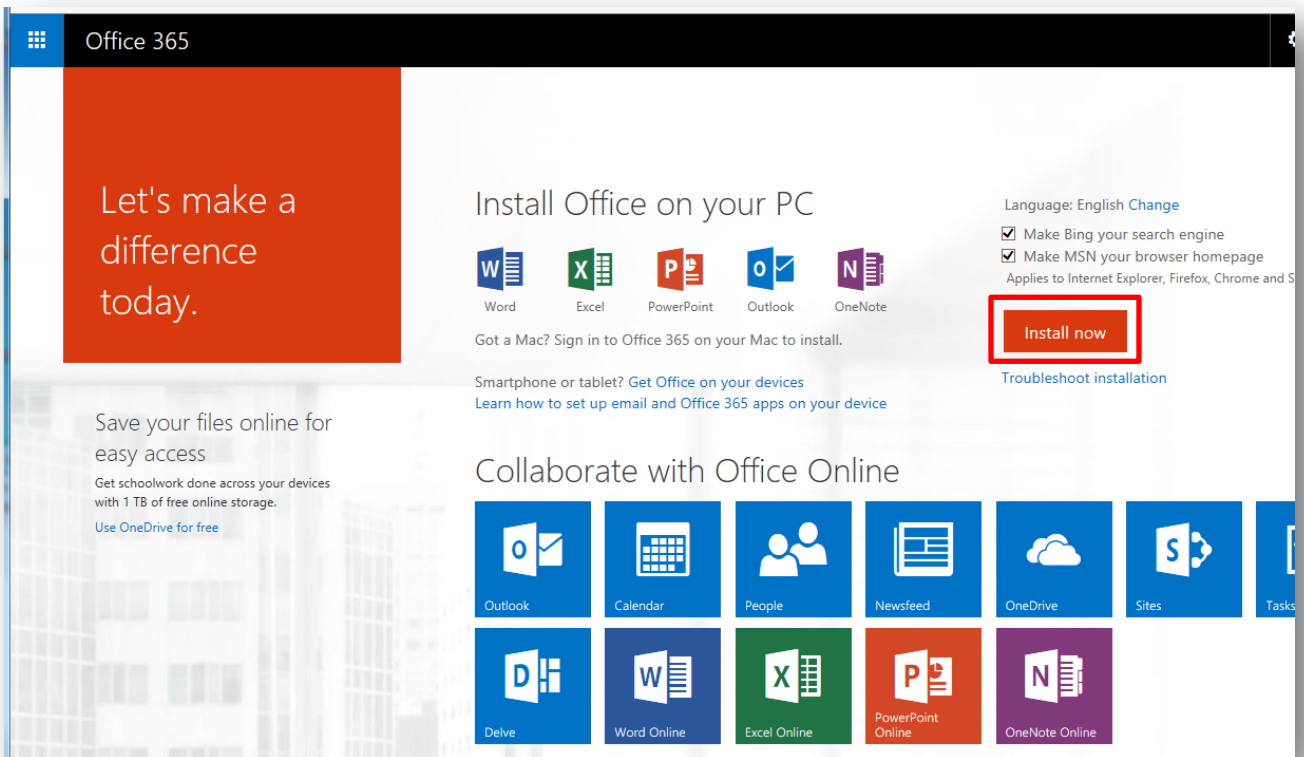 Office 365
Let's make a
difference
today.
Save your files online for
easy access
Get schoolwork done across your devices
with 1 TB of free online storage.
Use OneDrive for free
Install Office on your PC
Word Excel PowerPoint Outlook OneNote
Got a Mac? Sign in to Office 365 on your Mac to install.
Smartphone or tablet? Get Office on your devices
Learn how to set up email and Office 365 apps on your device
Language: English Change
Make Bing your search engine
Make MSN your browser homepage
Applies to Internet Explorer, Firefox, Chrome and S
Install now
Troubleshoot installation
Collaborate with Office Online
Outlook Calendar People Newsfeed OneDrive Sites Tasks
Delve Word Online Excel Online PowerPoint
Online OneNote Online